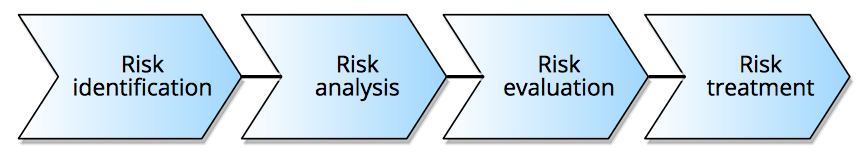 Risk
identification
Risk
analysis
Risk
evaluation
Risk
treatment